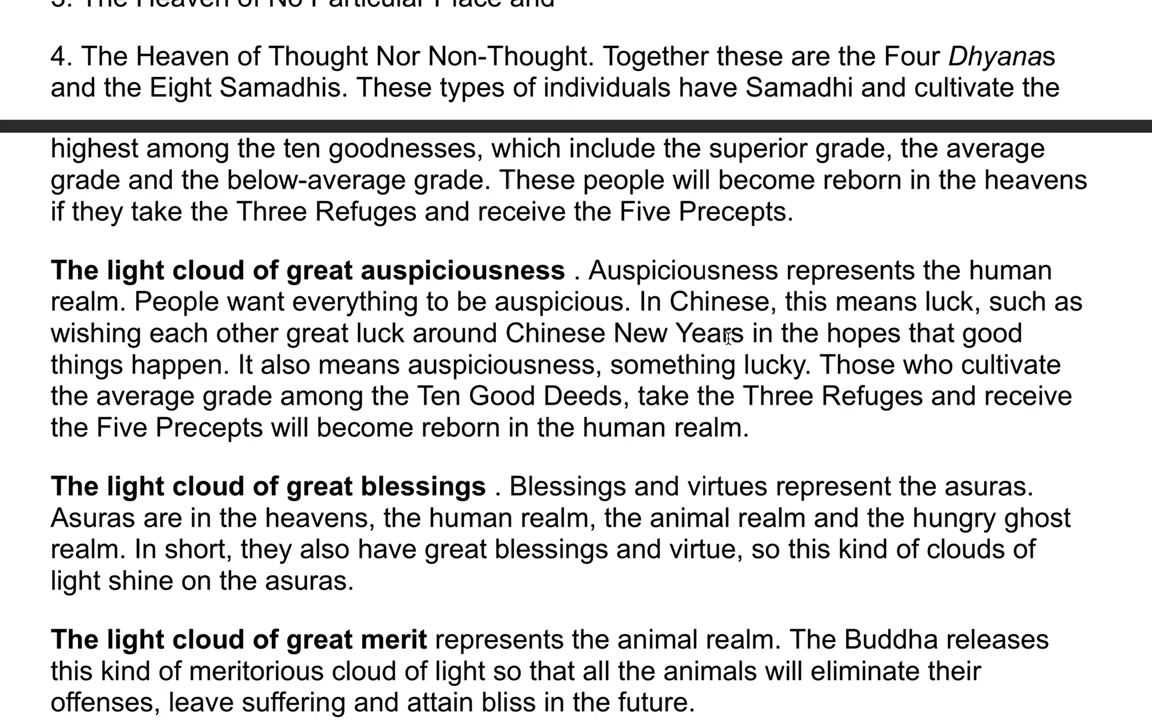 3. The Heaven of No Particular Place and
4. The Heaven of Thought Nor Non-Thought. Together these are the Four Dhyanas
and the Eight Samadhis. These types of individuals have Samadhi and cultivate the
highest among the ten goodnesses, which include the superior grade, the average
grade and the below-average grade. These people will become reborn in the heavens
if they take the Three Refuges and receive the Five Precepts.
The light cloud of great auspiciousness . Auspiciousness represents the human
realm. People want everything to be auspicious. In Chinese, this means luck, such as
wishing each other great luck around Chinese New Years in the hopes that good
things happen. It also means auspiciousness, something lucky. Those who cultivate
the average grade among the Ten Good Deeds, take the Three Refuges and receive
the Five Precepts will become reborn in the human realm.
The light cloud of great blessings . Blessings and virtues represent the asuras.
Asuras are in the heavens, the human realm, the animal realm and the hungry ghost
realm. In short, they also have great blessings and virtue, so this kind of clouds of
light shine on the asuras.
The light cloud of great merit represents the animal realm. The Buddha releases
this kind of meritorious cloud of light so that all the animals will eliminate their
offenses, leave suffering and attain bliss in the future.